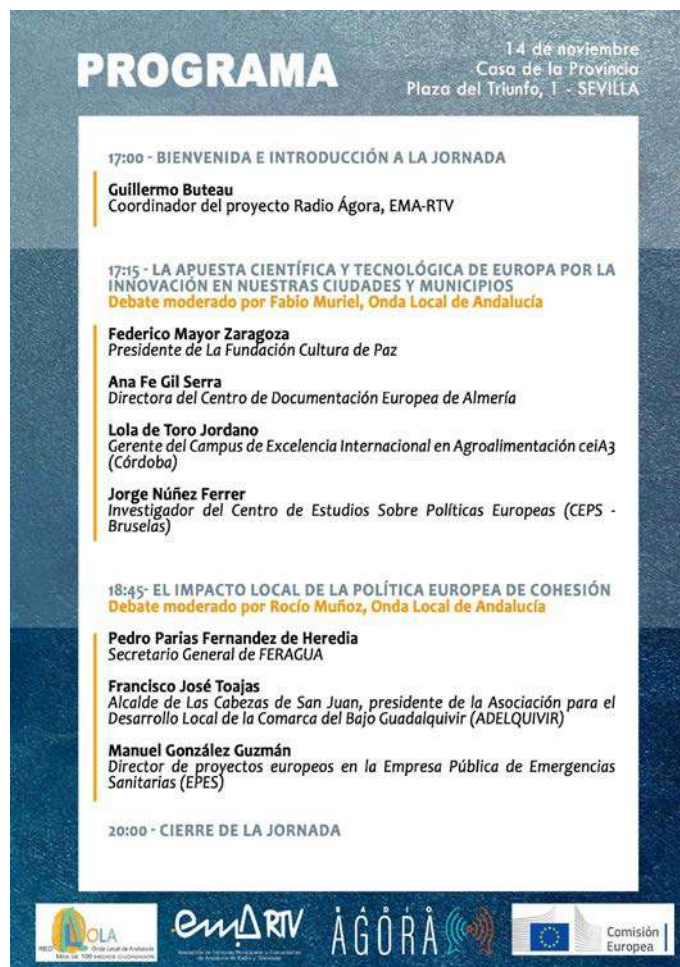 PROGRAMA
14 de noviembre
Casa de la Provincia
Plaza del Triunfo, 1 - SEVILLA
17:00 - BIENVENIDA E INTRODUCCIÓN A LA JORNADA
Guillermo Buteau
Coordinador del proyecto Radio Ágora, EMA-RTV
17:15 - LA APUESTA CIENTÍFICA Y TECNOLÓGICA DE EUROPA POR LA
INNOVACIÓN EN NUESTRAS CIUDADES Y MUNICIPIOS
Debate moderado por Fabio Muriel, Onda Local de Andalucía
Federico Mayor Zaragoza
Presidente de La Fundación Cultura de Paz
Ana Fe Gil Serra
Directora del Centro de Documentación Europea de Almería
Lola de Toro Jordano
Gerente del Campus de Excelencia Internacional en Agroalimentación ceiA3
(Córdoba)
Jorge Núñez Ferrer
Investigador del Centro de Estudios Sobre Políticas Europeas (CEPS -
Bruselas)
18:45- EL IMPACTO LOCAL DE LA POLÍTICA EUROPEA DE COHESIÓN
Debate moderado por Rocío Muñoz, Onda Local de Andalucía
Pedro Parias Fernandez de Heredia
Secretario General de FERAGUA
Francisco José Toajas
Alcalde de Las Cabezas de San Juan, presidente de la Asociación para el
Desarrollo Local de la Comarca del Bajo Guadalquivir (ADELQUIVIR)
Manuel González Guzmán
Director de proyectos europeos en la Empresa Pública de Emergencias
Sanitarias (EPES)
20:00 - CIERRE DE LA JORNADA
OLA
Onda Local de Andalucía
MÁS DE 100 MEDIOS CIUDADANOS
emARTV
RADIO
ÁGORA
Comisión
Europea